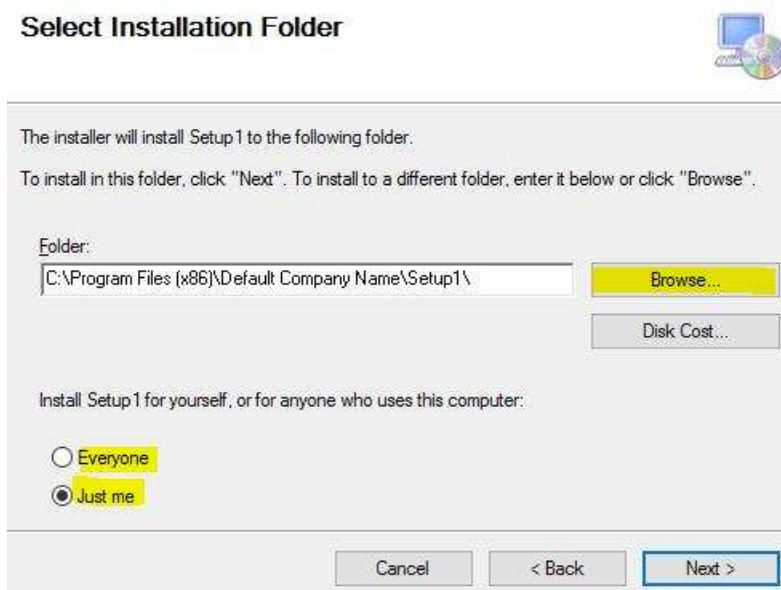 Select Installation Folder
The installer will install Setup1 to the following folder.
To install in this folder, click "Next". To install to a different folder, enter it below or click "Browse".
Folder:
C:\Program Files (x86)\Default Company Name\Setup1\
Browse...
Disk Cost...
Install Setup1 for yourself, or for anyone who uses this computer:
Everyone
Just me
Cancel
< Back
Next >